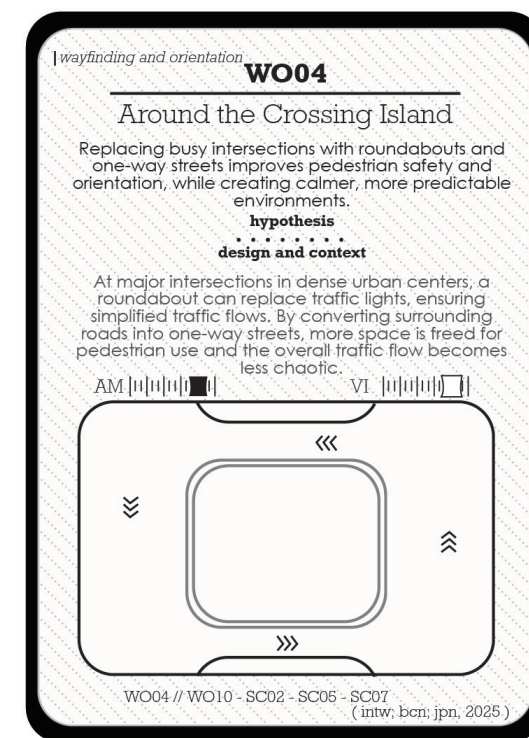 wayfinding and orientation
WO04
Around the Crossing Island
Replacing busy intersections with roundabouts and
one-way streets improves pedestrian safety and
orientation, while creating calmer, more predictable
environments.
hypothesis
design and context
At major intersections in dense urban centers, a
roundabout can replace traffic lights, ensuring
simplified traffic flows. By converting surrounding
roads into one-way streets, more space is freed for
pedestrian use and the overall traffic flow becomes
less chaotic.
AM VI
WO04 // WO10 - SC02 - SC05 - SC07
( intw; bcn; jpn, 2025 )